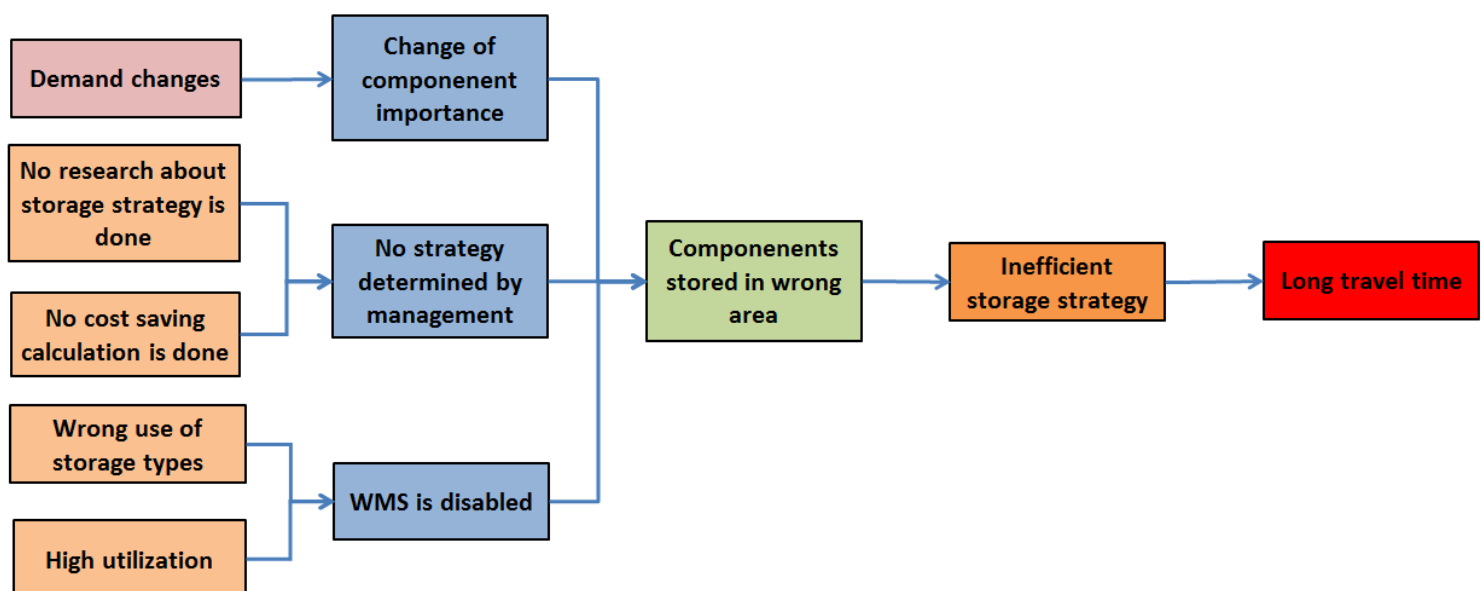 Demand changes
Change of
componenent
importance
No research about
storage strategy is
done
No cost saving
calculation is done
No strategy
determined by
management
Wrong use of
storage types
High utilization
WMS is disabled
Componenents
stored in wrong
area
Inefficient
storage strategy
Long travel time